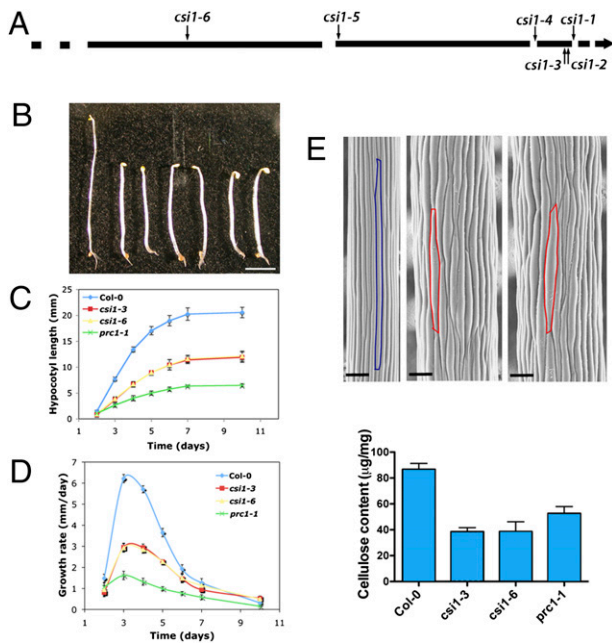 A
csi1-6
csi1-5
csi1-4
csi1-1
csi1-3
csi1-2
B
E
C
Hypocotyl length (mm)
25
20
15
10
5
0
Col-0
csi1-3
csi1-6
prc1-1
1 3 5 7 9 11
Time (days)
D
Growth rate (mm/day)
7
6
5
4
3
2
1
0
Col-0
csi1-3
csi1-6
prc1-1
1 3 5 7 9 11
Time (days)
Cellulose content (µg/mg)
100
80
60
40
20
0
Col-0
csi1-3
csi1-6
prc1-1